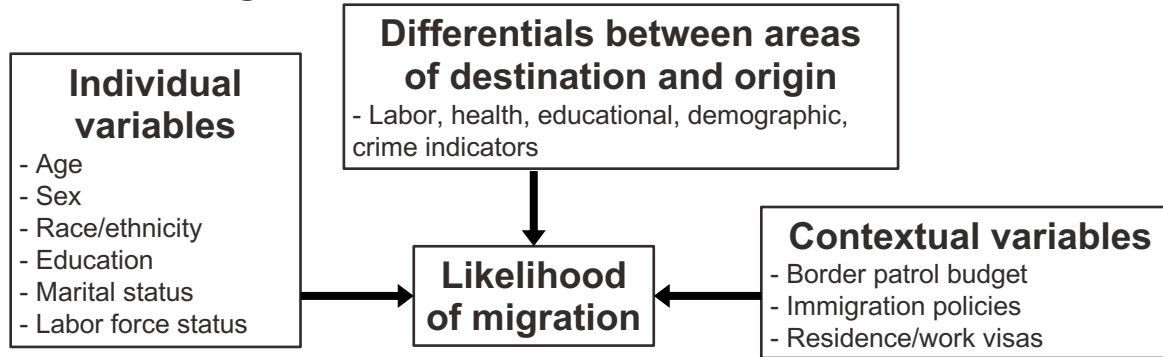 Individual
variables
- Age
- Sex
- Race/ethnicity
- Education
- Marital status
- Labor force status
Differentials between areas
of destination and origin
- Labor, health, educational, demographic,
crime indicators
Likelihood
of migration
Contextual variables
- Border patrol budget
- Immigration policies
- Residence/work visas